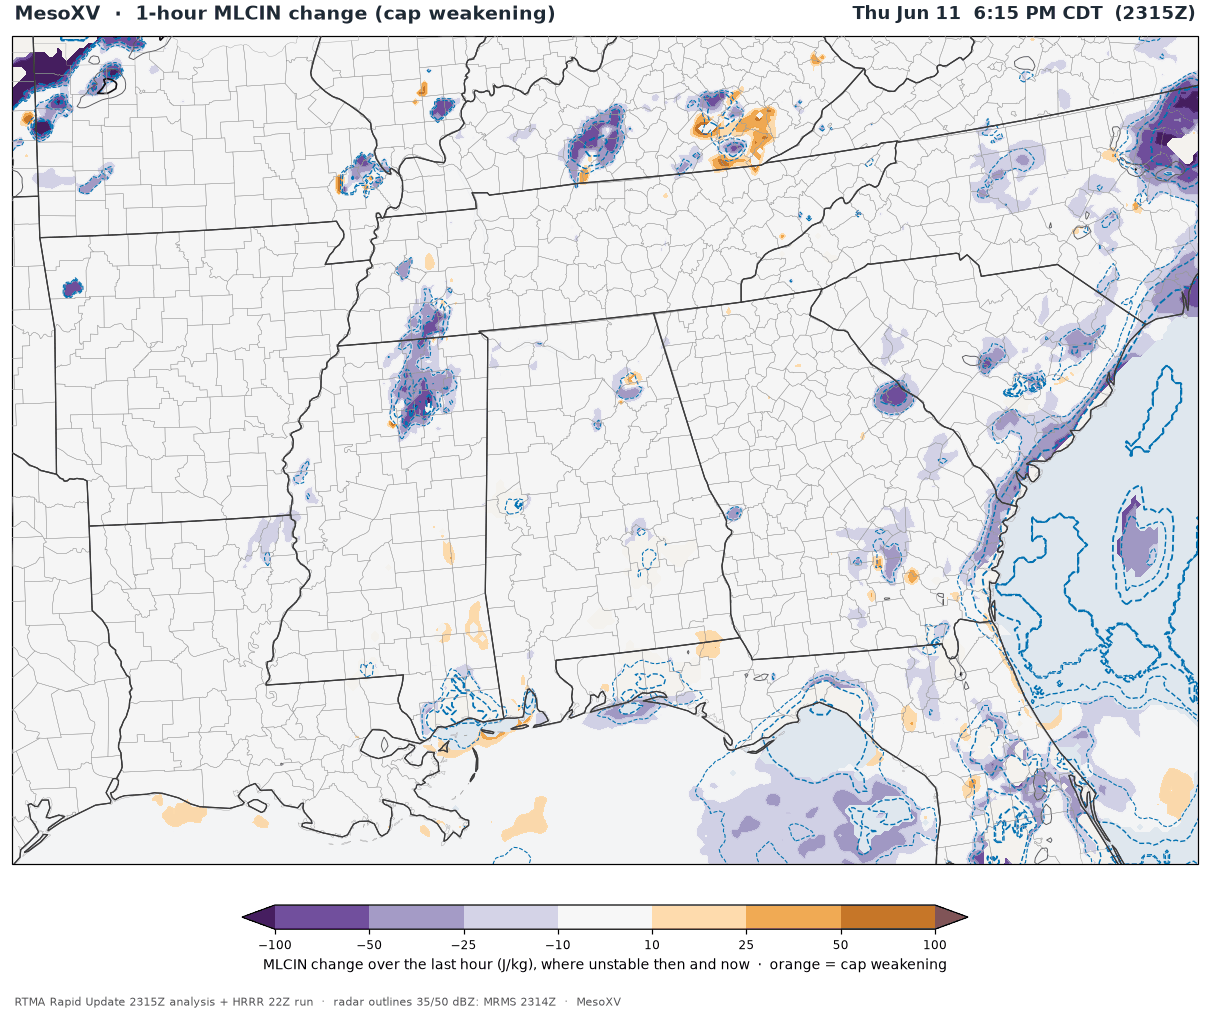 MesoXV · 1-hour MLCIN change (cap weakening)
Thu Jun 11 6:15 PM CDT (2315Z)
−100 −50 −25 −10 10 25 50 100
MLCIN change over the last hour (J/kg), where unstable then and now · orange = cap weakening
RTMA Rapid Update 2315Z analysis + HRRR 22Z run · radar outlines 35/50 dBZ: MRMS 2314Z · MesoXV